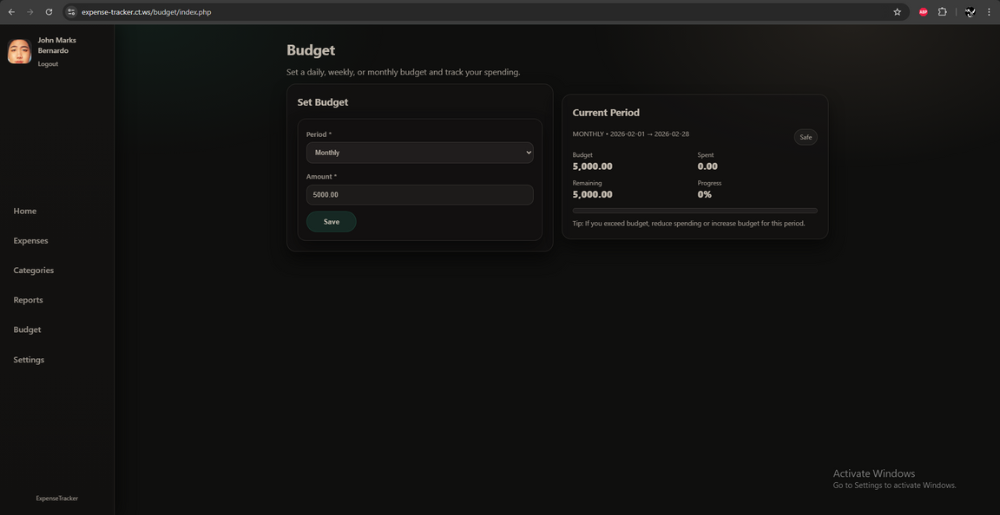 expense-tracker.ct.ws/budget/index.php
ABP
John Marks
Bernardo
Logout
Home
Expenses
Categories
Reports
Budget
Settings
ExpenseTracker
Budget
Set a daily, weekly, or monthly budget and track your spending.
Set Budget
Period *
Monthly
Amount *
5000.00
Save
Current Period
MONTHLY • 2026-02-01 → 2026-02-28
Safe
Budget
5,000.00
Spent
0.00
Remaining
5,000.00
Progress
0%
Tip: If you exceed budget, reduce spending or increase budget for this period.
Activate Windows
Go to Settings to activate Windows.